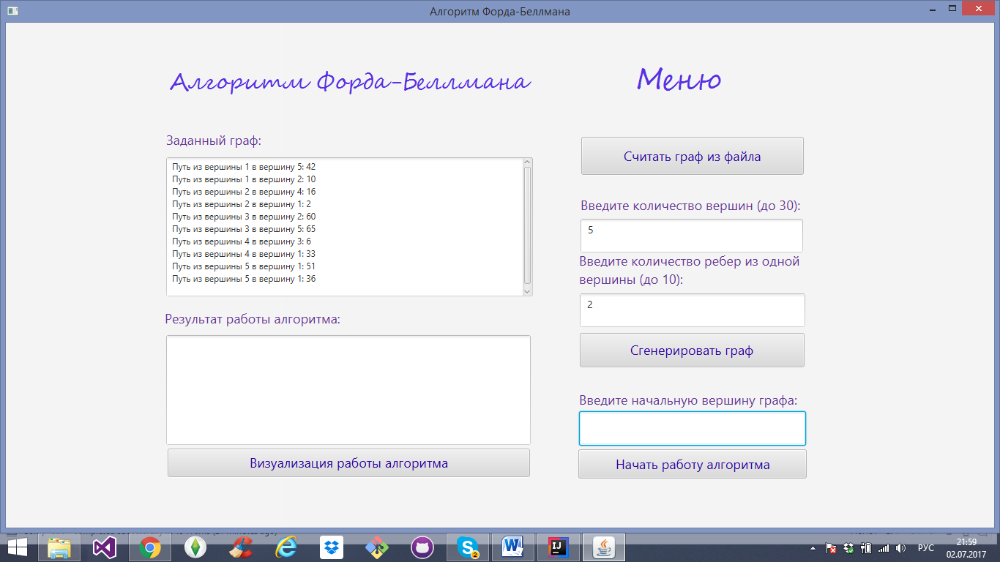 Алгоритм Форда-Беллмана
Алгоритм Форда-Беллмана
Меню
Заданный граф:
Путь из вершины 1 в вершину 5: 42
Путь из вершины 1 в вершину 2: 10
Путь из вершины 2 в вершину 4: 16
Путь из вершины 2 в вершину 1: 2
Путь из вершины 3 в вершину 2: 60
Путь из вершины 3 в вершину 5: 65
Путь из вершины 4 в вершину 3: 6
Путь из вершины 4 в вершину 1: 33
Путь из вершины 5 в вершину 1: 51
Путь из вершины 5 в вершину 1: 36
Результат работы алгоритма:
Визуализация работы алгоритма
Считать граф из файла
Введите количество вершин (до 30):
5
Введите количество ребер из одной
вершины (до 10):
2
Сгенерировать граф
Введите начальную вершину графа:
Начать работу алгоритма
2
W
IJ
РУС
21:59
02.07.2017